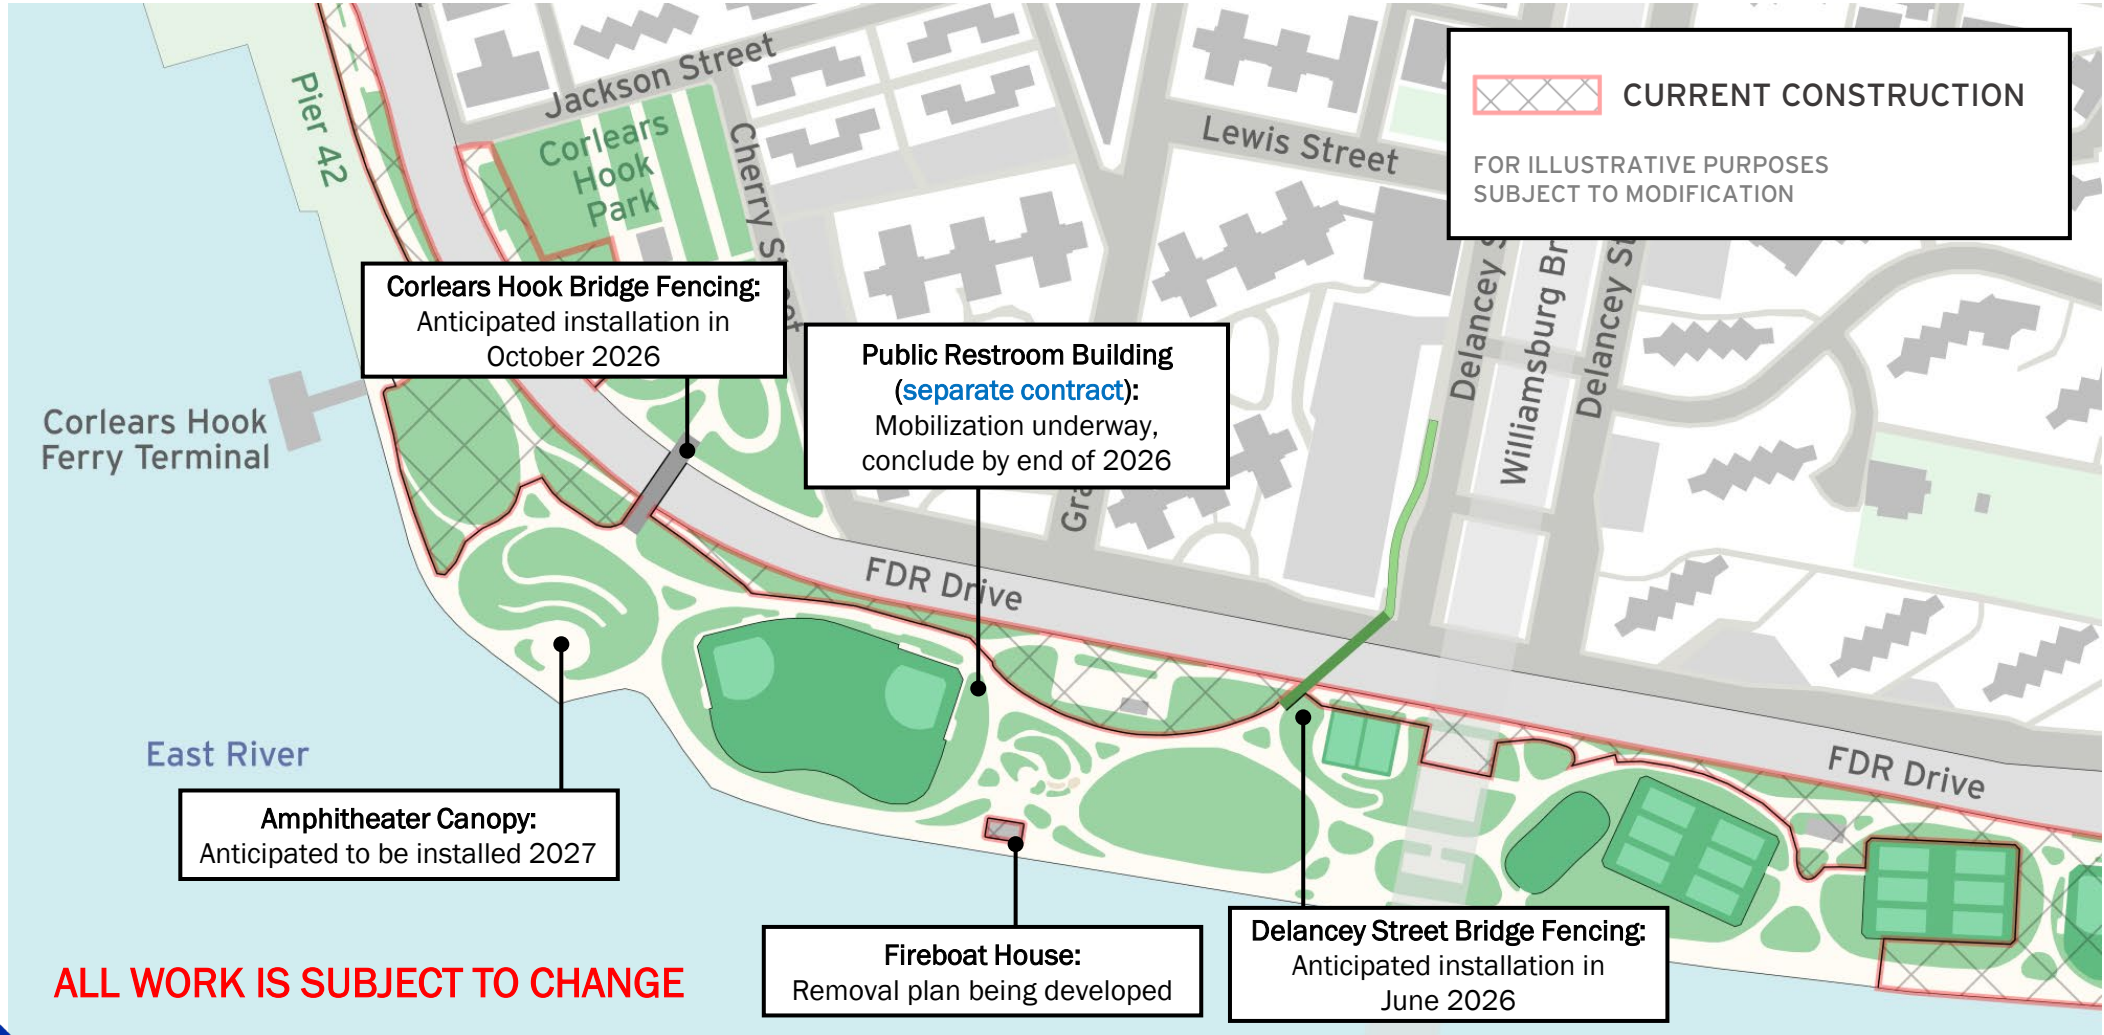 Jackson Street
Pier 42
Corlears
Hook
Park
Cherry
Lewis Street
CURRENT CONSTRUCTION
FOR ILLUSTRATIVE PURPOSES
SUBJECT TO MODIFICATION
Corlears Hook Bridge Fencing:
Anticipated installation in
October 2026
Public Restroom Building
(separate contract):
Mobilization underway,
conclude by end of 2026
Delancey S
Williamsburg Br
Delancey St
Corlears Hook
Ferry Terminal
Gra
FDR Drive
FDR Drive
East River
Amphitheater Canopy:
Anticipated to be installed 2027
Fireboat House:
Removal plan being developed
Delancey Street Bridge Fencing:
Anticipated installation in
June 2026
ALL WORK IS SUBJECT TO CHANGE